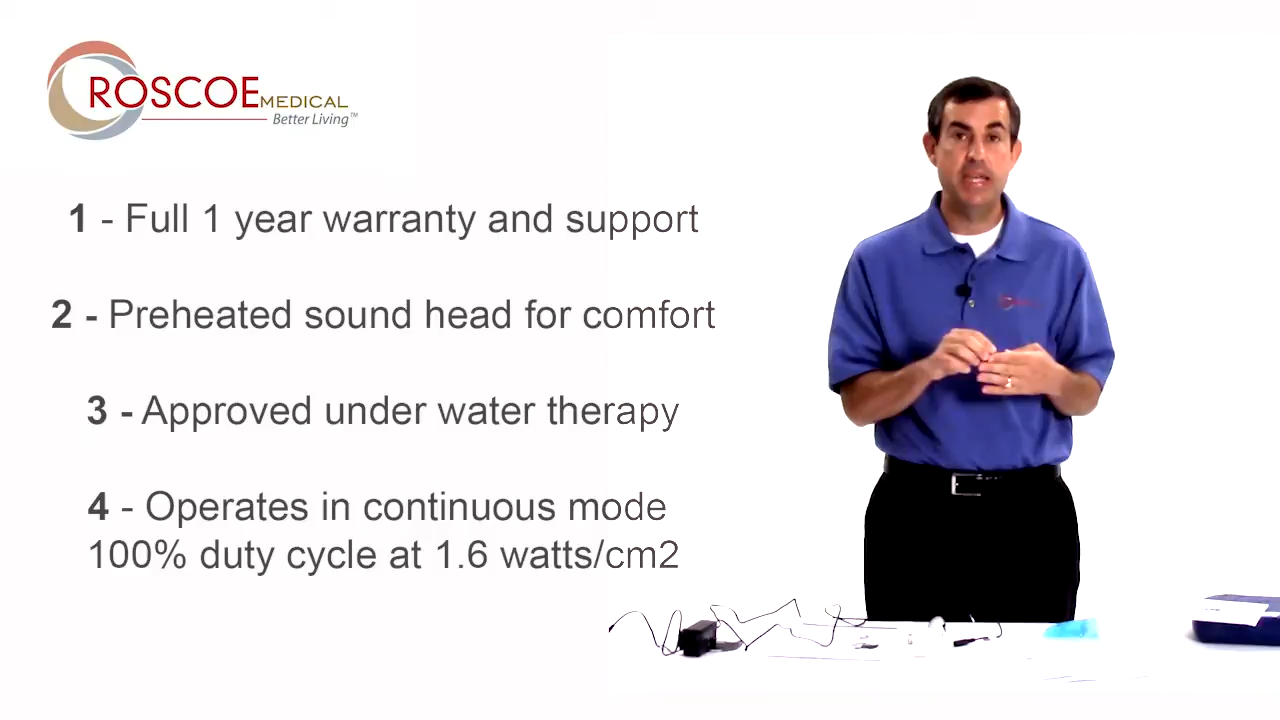 ROSCOE MEDICAL
Better Living™
1 - Full 1 year warranty and support
2 - Preheated sound head for comfort
3 - Approved under water therapy
4 - Operates in continuous mode
100% duty cycle at 1.6 watts/cm2